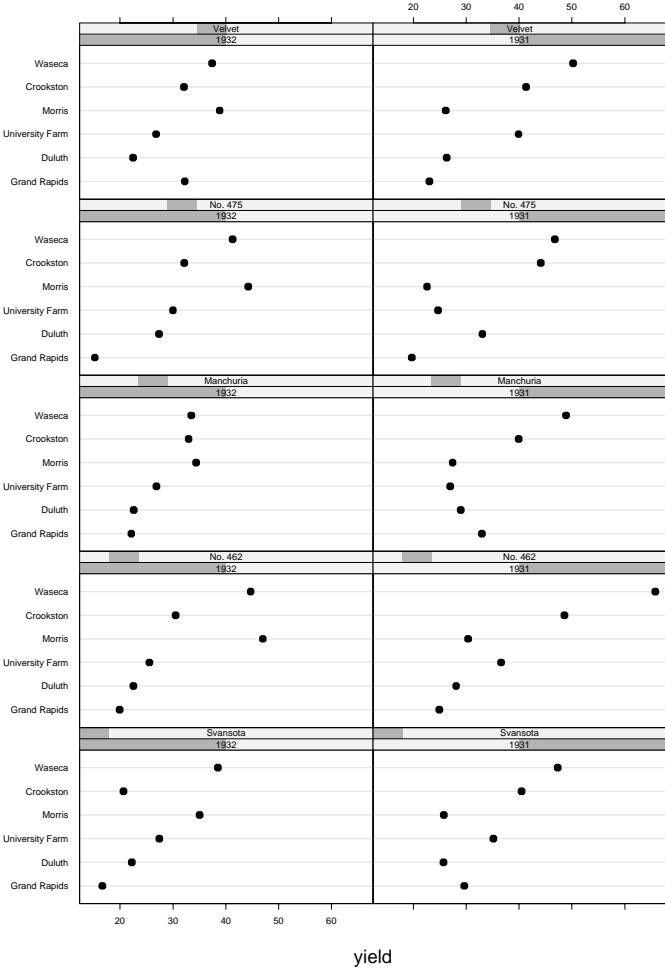 20 30 40 50 60
Velvet Velvet
1932 1931
Waseca
Crookston
Morris
University Farm
Duluth
Grand Rapids
No. 475 No. 475
1932 1931
Waseca
Crookston
Morris
University Farm
Duluth
Grand Rapids
Manchuria Manchuria
1932 1931
Waseca
Crookston
Morris
University Farm
Duluth
Grand Rapids
No. 462 No. 462
1932 1931
Waseca
Crookston
Morris
University Farm
Duluth
Grand Rapids
Svansota Svansota
1932 1931
Waseca
Crookston
Morris
University Farm
Duluth
Grand Rapids
20 30 40 50 60
yield